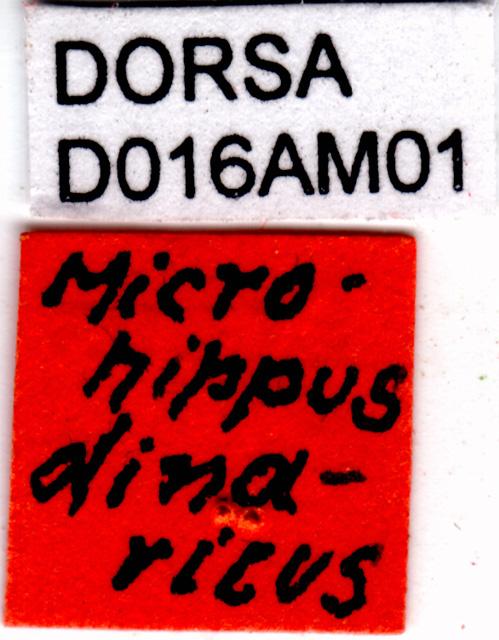 DORSA
D016AM01
Micro-
hippus
dina-
ricus